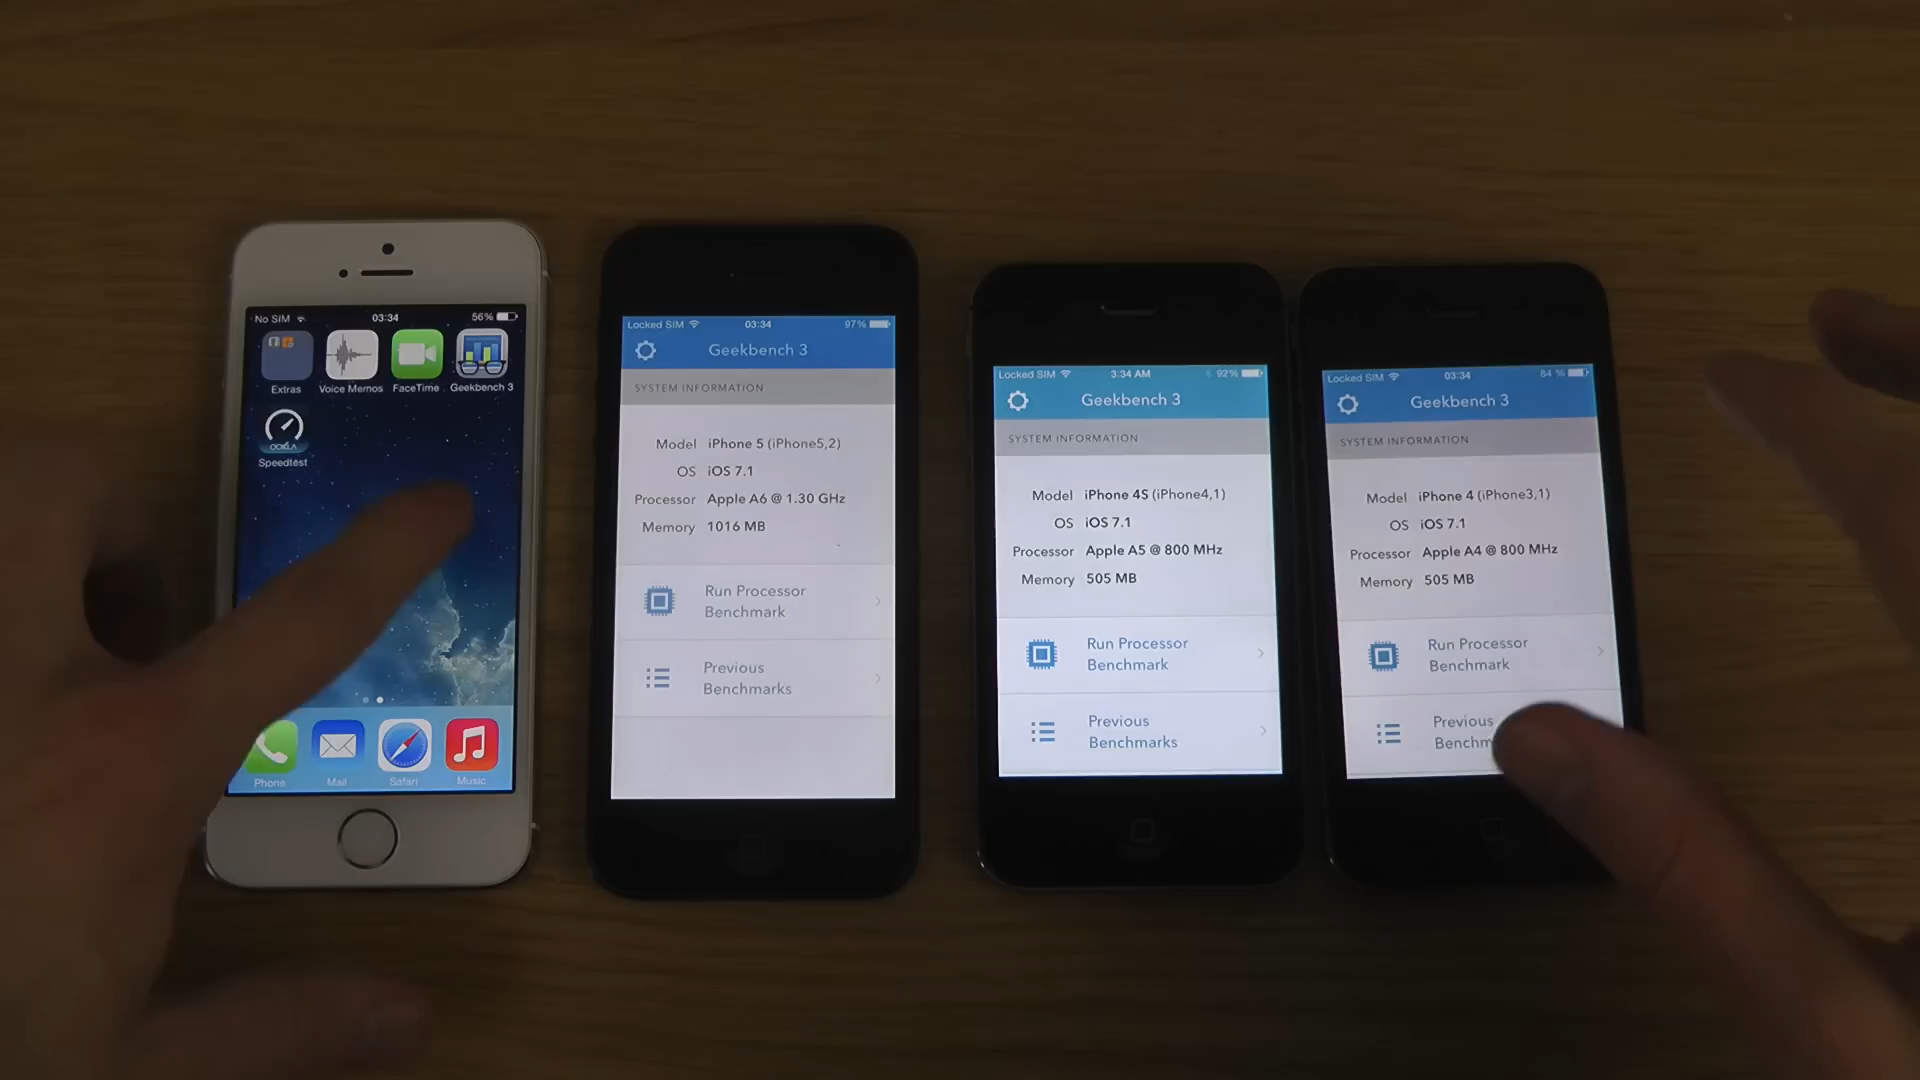 No SIM 03:34 56%
Extras Voice Memos FaceTime Geekbench 3
OOKLA
Speedtest
Phone Mail Safari Music
Locked SIM 03:34 97%
Geekbench 3
SYSTEM INFORMATION
Model iPhone 5 (iPhone5,2)
OS iOS 7.1
Processor Apple A6 @ 1.30 GHz
Memory 1016 MB
Run Processor
Benchmark
Previous
Benchmarks
Locked SIM 3:34 AM 92%
Geekbench 3
SYSTEM INFORMATION
Model iPhone 4S (iPhone4,1)
OS iOS 7.1
Processor Apple A5 @ 800 MHz
Memory 505 MB
Run Processor
Benchmark
Previous
Benchmarks
Locked SIM 03:34 84 %
Geekbench 3
SYSTEM INFORMATION
Model iPhone 4 (iPhone3,1)
OS iOS 7.1
Processor Apple A4 @ 800 MHz
Memory 505 MB
Run Processor
Benchmark
Previous
Benchm